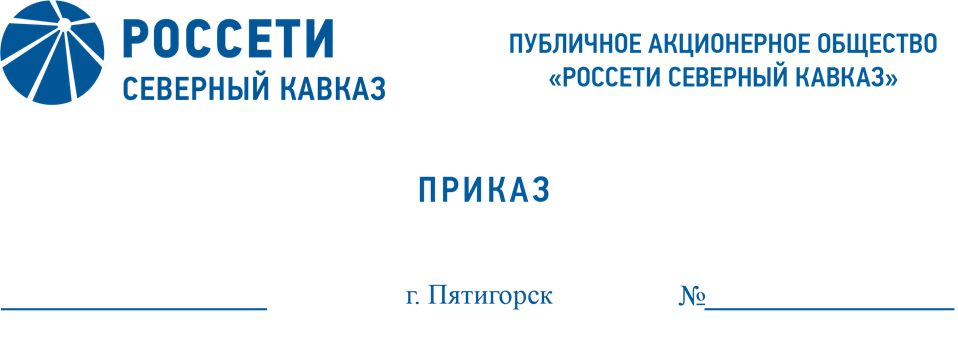 РОССЕТИ
СЕВЕРНЫЙ КАВКАЗ
ПУБЛИЧНОЕ АКЦИОНЕРНОЕ ОБЩЕСТВО
«РОССЕТИ СЕВЕРНЫЙ КАВКАЗ»
ПРИКАЗ
г. Пятигорск №